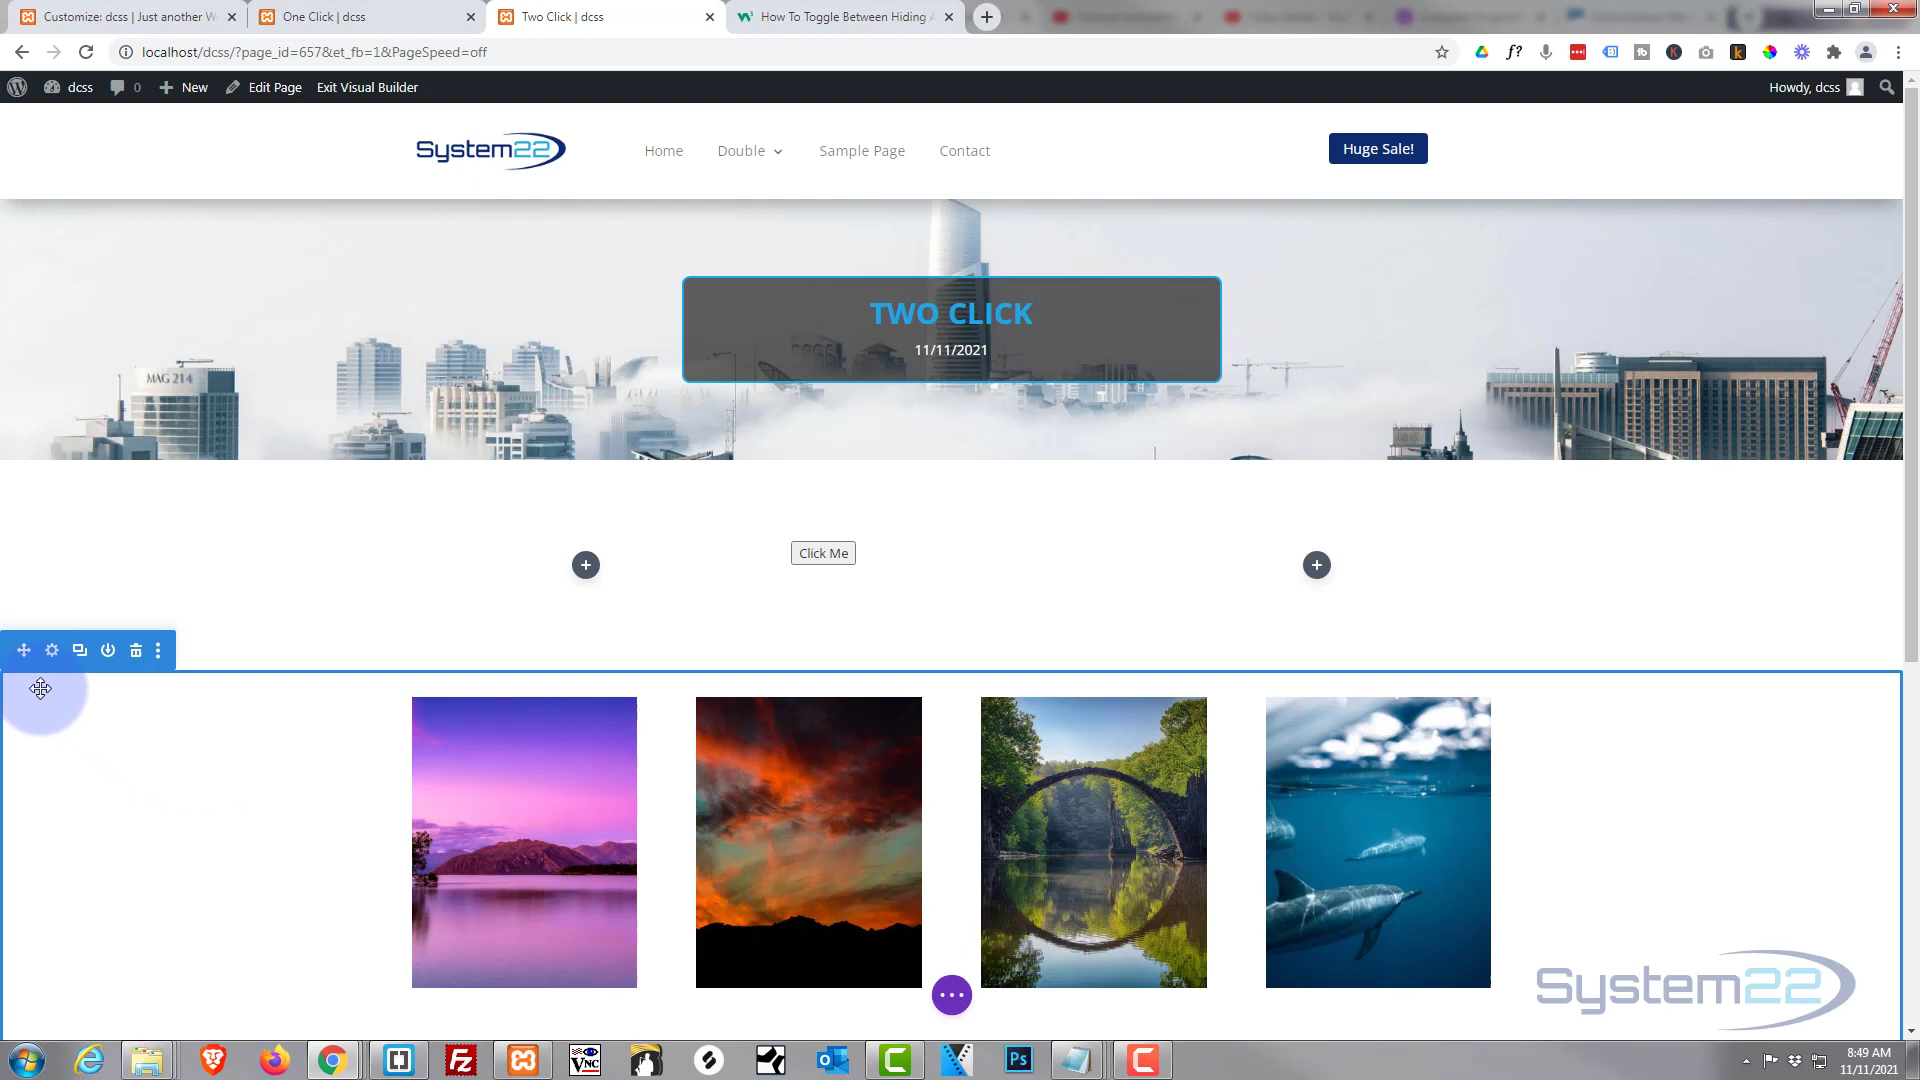 Customize: dcss | Just another W
One Click | dcss
Two Click | dcss
How To Toggle Between Hiding A
localhost/dcss/?page_id=657&et_fb=1&PageSpeed=off
dcss
0
New
Edit Page
Exit Visual Builder
Howdy, dcss
System22
Home
Double
Sample Page
Contact
Huge Sale!
TWO CLICK
11/11/2021
MAG 214
Click Me
System22
8:49 AM
11/11/2021